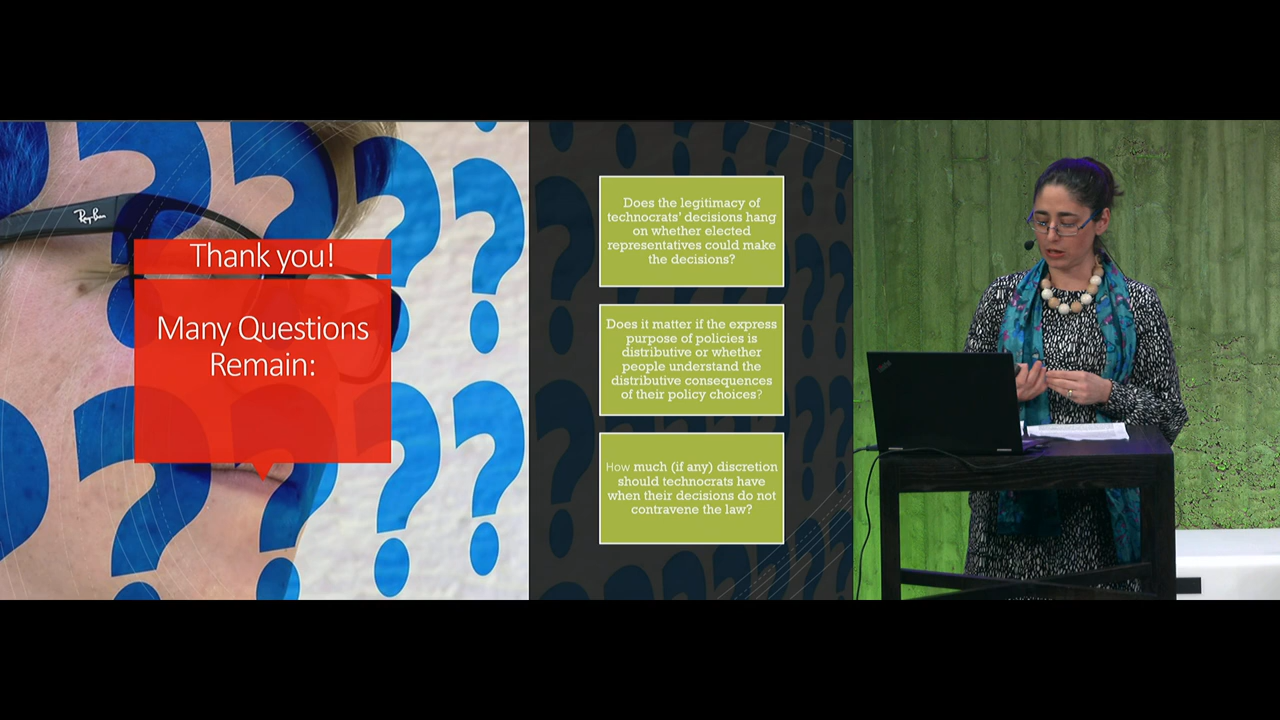 Ray-Ban
Thank you!
Many Questions
Remain:
Does the legitimacy of
technocrats' decisions hang
on whether elected
representatives could make
the decisions?
Does it matter if the express
purpose of policies is
distributive or whether
people understand the
distributive consequences
of their policy choices?
How much (if any) discretion
should technocrats have
when their decisions do not
contravene the law?